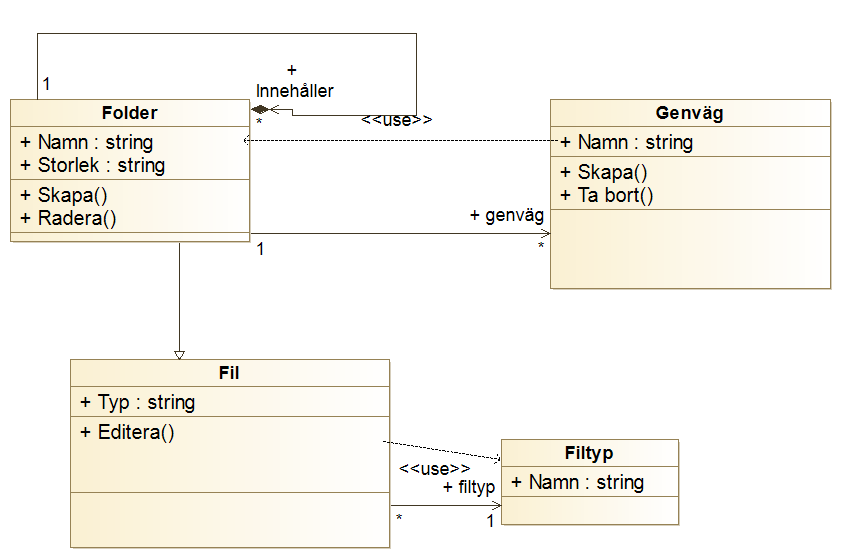 1
+
Innehåller
*
<<use>>
Folder
+ Namn : string
+ Storlek : string
+ Skapa()
+ Radera()
Genväg
+ Namn : string
+ Skapa()
+ Ta bort()
1
+ genväg
*
Fil
+ Typ : string
+ Editera()
<<use>>
+ filtyp
*
1
Filtyp
+ Namn : string